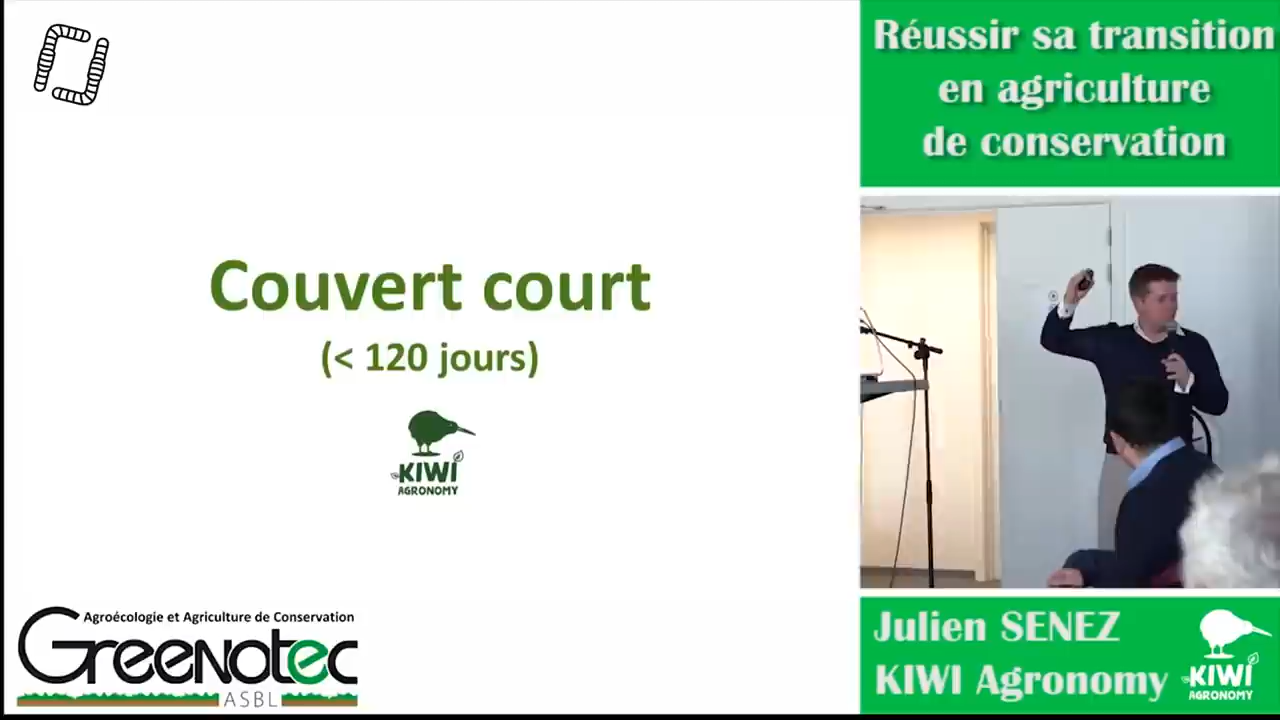 Réussir sa transition
en agriculture
de conservation
Couvert court
(< 120 jours)
KIWI
AGRONOMY
Agroécologie et Agriculture de Conservation
Greenotec
ASBL
Julien SENEZ
KIWI Agronomy
KIWI
AGRONOMY